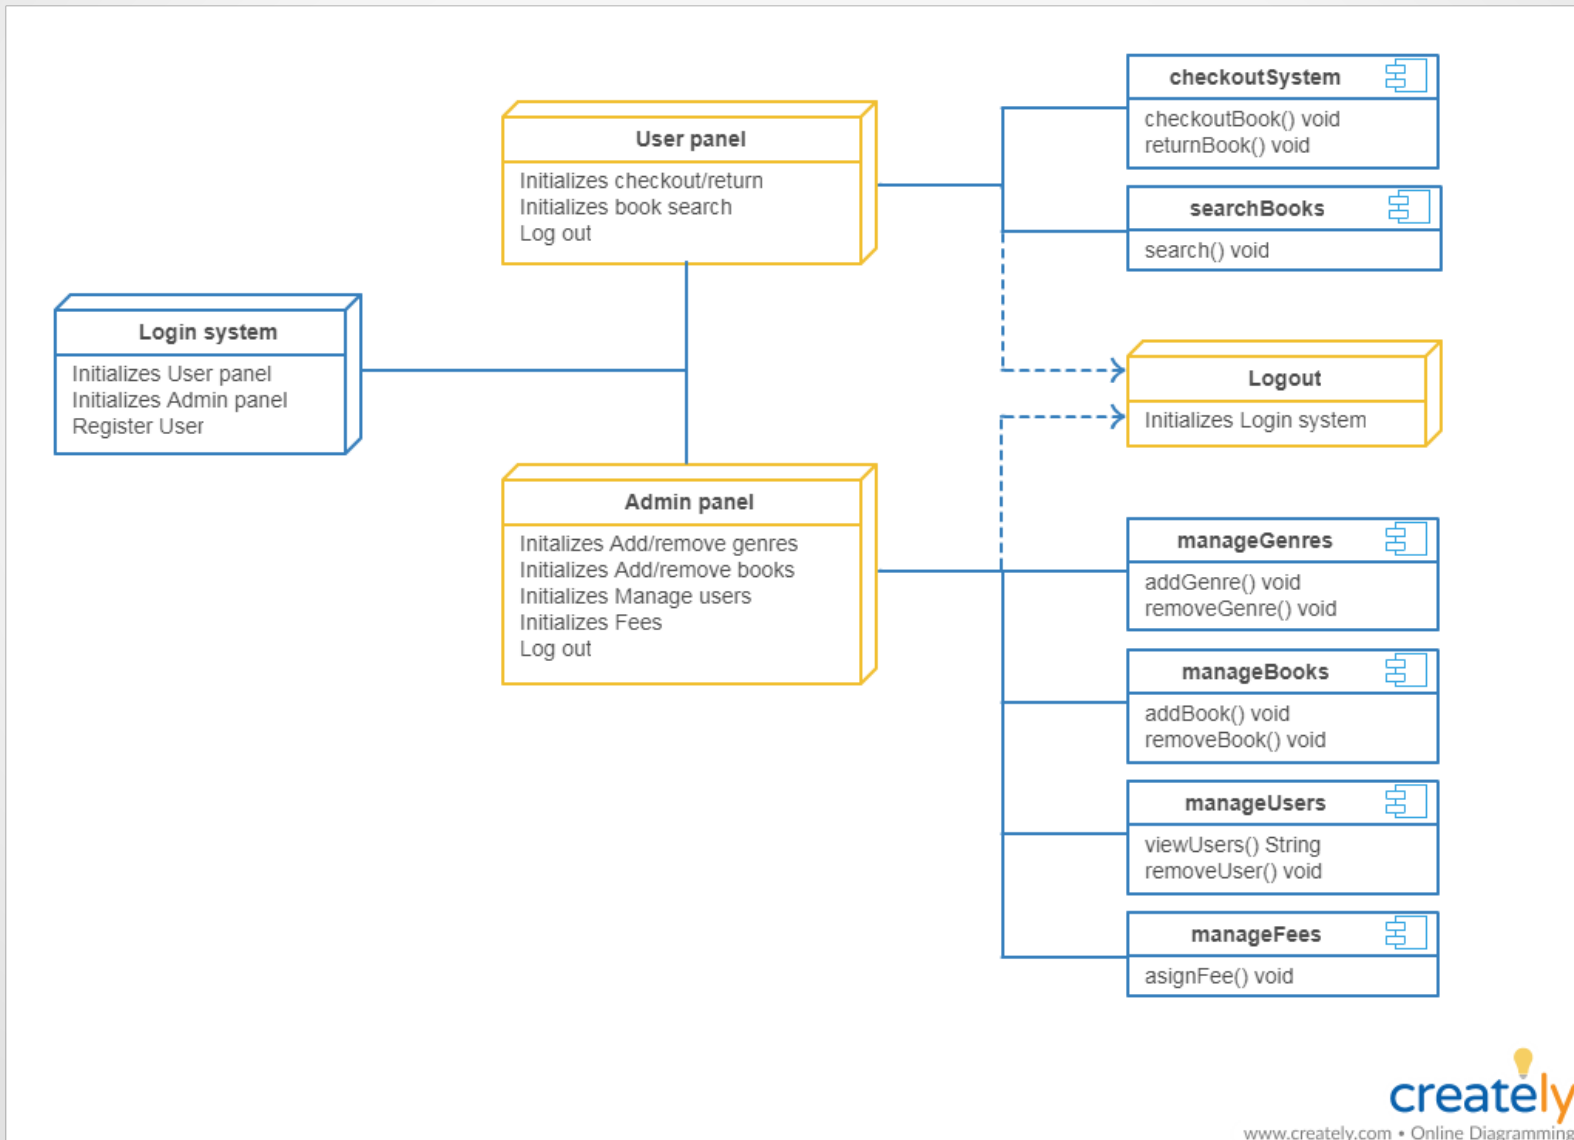 checkoutSystem
checkoutBook() void
returnBook() void
User panel
Initializes checkout/return
Initializes book search
Log out
searchBooks
search() void
Login system
Initializes User panel
Initializes Admin panel
Register User
Logout
Initializes Login system
Admin panel
Initalizes Add/remove genres
Initializes Add/remove books
Initializes Manage users
Initializes Fees
Log out
manageGenres
addGenre() void
removeGenre() void
manageBooks
addBook() void
removeBook() void
manageUsers
viewUsers() String
removeUser() void
manageFees
asignFee() void
creately
www.creately.com • Online Diagramming